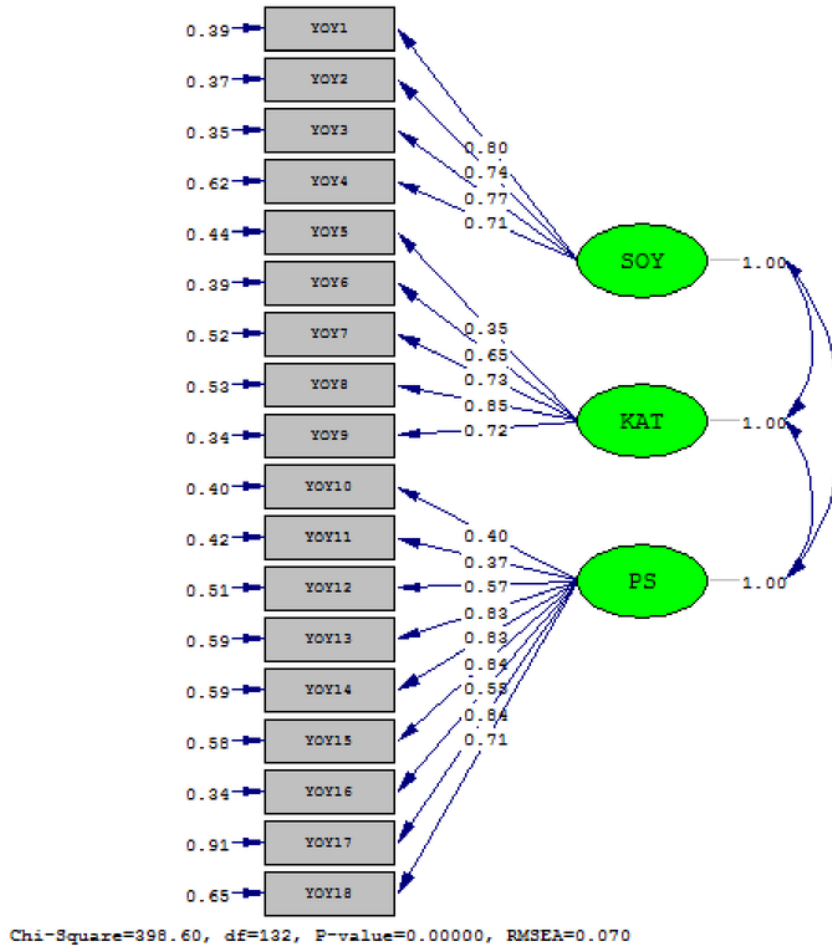 0.39 YOY1
0.37 YOY2
0.35 YOY3
0.62 YOY4
0.44 YOY5
0.39 YOY6
0.52 YOY7
0.53 YOY8
0.34 YOY9
0.40 YOY10
0.42 YOY11
0.51 YOY12
0.59 YOY13
0.59 YOY14
0.58 YOY15
0.34 YOY16
0.91 YOY17
0.65 YOY18
0.80
0.74
0.77
0.71
SOY 1.00
0.35
0.65
0.73
0.85
0.72
KAT 1.00
0.40
0.37
0.57
0.83
0.83
0.84
0.84
0.71
PS 1.00
Chi-Square=398.60, df=132, P-value=0.00000, RMSEA=0.070